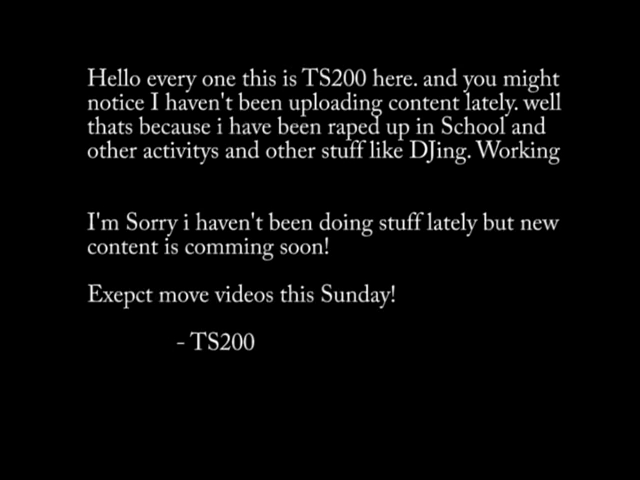 Hello every one this is TS200 here. and you might
notice I haven't been uploading content lately. well
thats because i have been raped up in School and
other activitys and other stuff like DJing. Working
I'm Sorry i haven't been doing stuff lately but new
content is comming soon!
Exepct move videos this Sunday!
- TS200